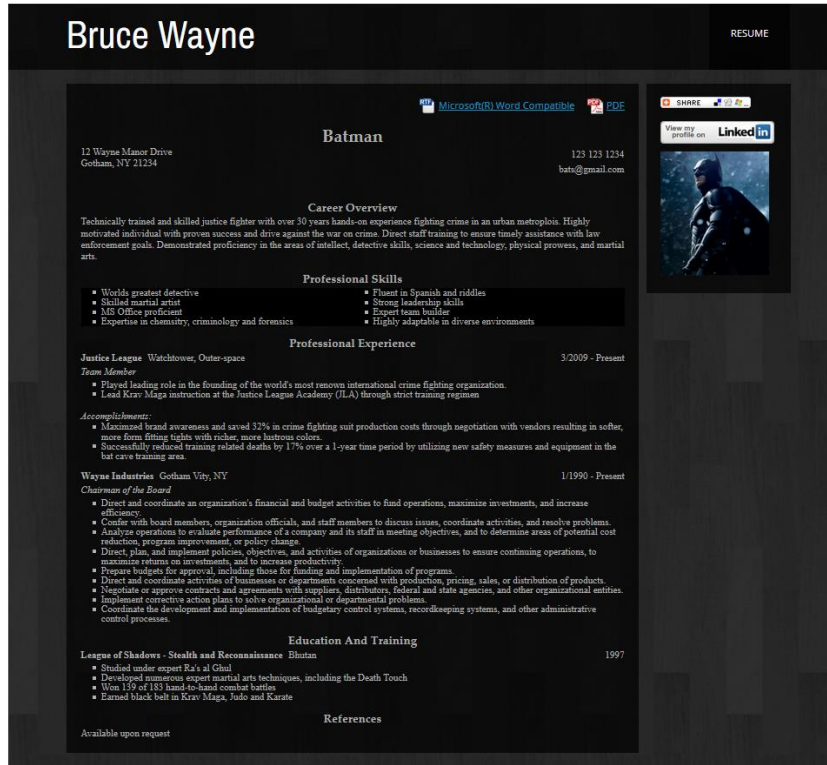 Bruce Wayne
RESUME
Microsoft(R) Word Compatible PDF
SHARE
View my profile on Linked in
Batman
12 Wayne Manor Drive
Gotham, NY 21234
123 123 1234
bats@gmail.com
Career Overview
Technically trained and skilled justice fighter with over 30 years hands-on experience fighting crime in an urban metroplois. Highly
motivated individual with proven success and drive against the war on crime. Direct staff training to ensure timely assistance with law
enforcement goals. Demonstrated proficiency in the areas of intellect, detective skills, science and technology, physical prowess, and martial
arts.
Professional Skills
Worlds greatest detective
Skilled martial artist
MS Office proficient
Expertise in chemsitry, criminology and forensics
Fluent in Spanish and riddles
Strong leadership skills
Expert team builder
Highly adaptable in diverse environments
Professional Experience
Justice League Watchtower, Outer-space 3/2009 - Present
Team Member
Played leading role in the founding of the world's most renown international crime fighting organization.
Lead Krav Maga instruction at the Justice League Academy (JLA) through strict training regimen
Accomplishments:
Maximzed brand awareness and saved 32% in crime fighting suit production costs through negotiation with vendors resulting in softer,
more form fitting tights with richer, more lustrous colors.
Successfully reduced training related deaths by 17% over a 1-year time period by utilizing new safety measures and equipment in the
bat cave training area.
Wayne Industries Gotham Vity, NY 1/1990 - Present
Chairman of the Board
Direct and coordinate an organization's financial and budget activities to fund operations, maximize investments, and increase
efficiency.
Confer with board members, organization officials, and staff members to discuss issues, coordinate activities, and resolve problems.
Analyze operations to evaluate performance of a company and its staff in meeting objectives, and to determine areas of potential cost
reduction, program improvement, or policy change.
Direct, plan, and implement policies, objectives, and activities of organizations or businesses to ensure continuing operations, to
maximize returns on investments, and to increase productivity.
Prepare budgets for approval, including those for funding and implementation of programs.
Direct and coordinate activities of businesses or departments concerned with production, pricing, sales, or distribution of products.
Negotiate or approve contracts and agreements with suppliers, distributors, federal and state agencies, and other organizational entities.
Implement corrective action plans to solve organizational or departmental problems.
Coordinate the development and implementation of budgetary control systems, recordkeeping systems, and other administrative
control processes.
Education And Training
League of Shadows - Stealth and Reconnaissance Bhutan 1997
Studied under expert Ra's al Ghul
Developed numerous expert martial arts techniques, including the Death Touch
Won 139 of 183 hand-to-hand combat battles
Earned black belt in Krav Maga, Judo and Karate
References
Available upon request